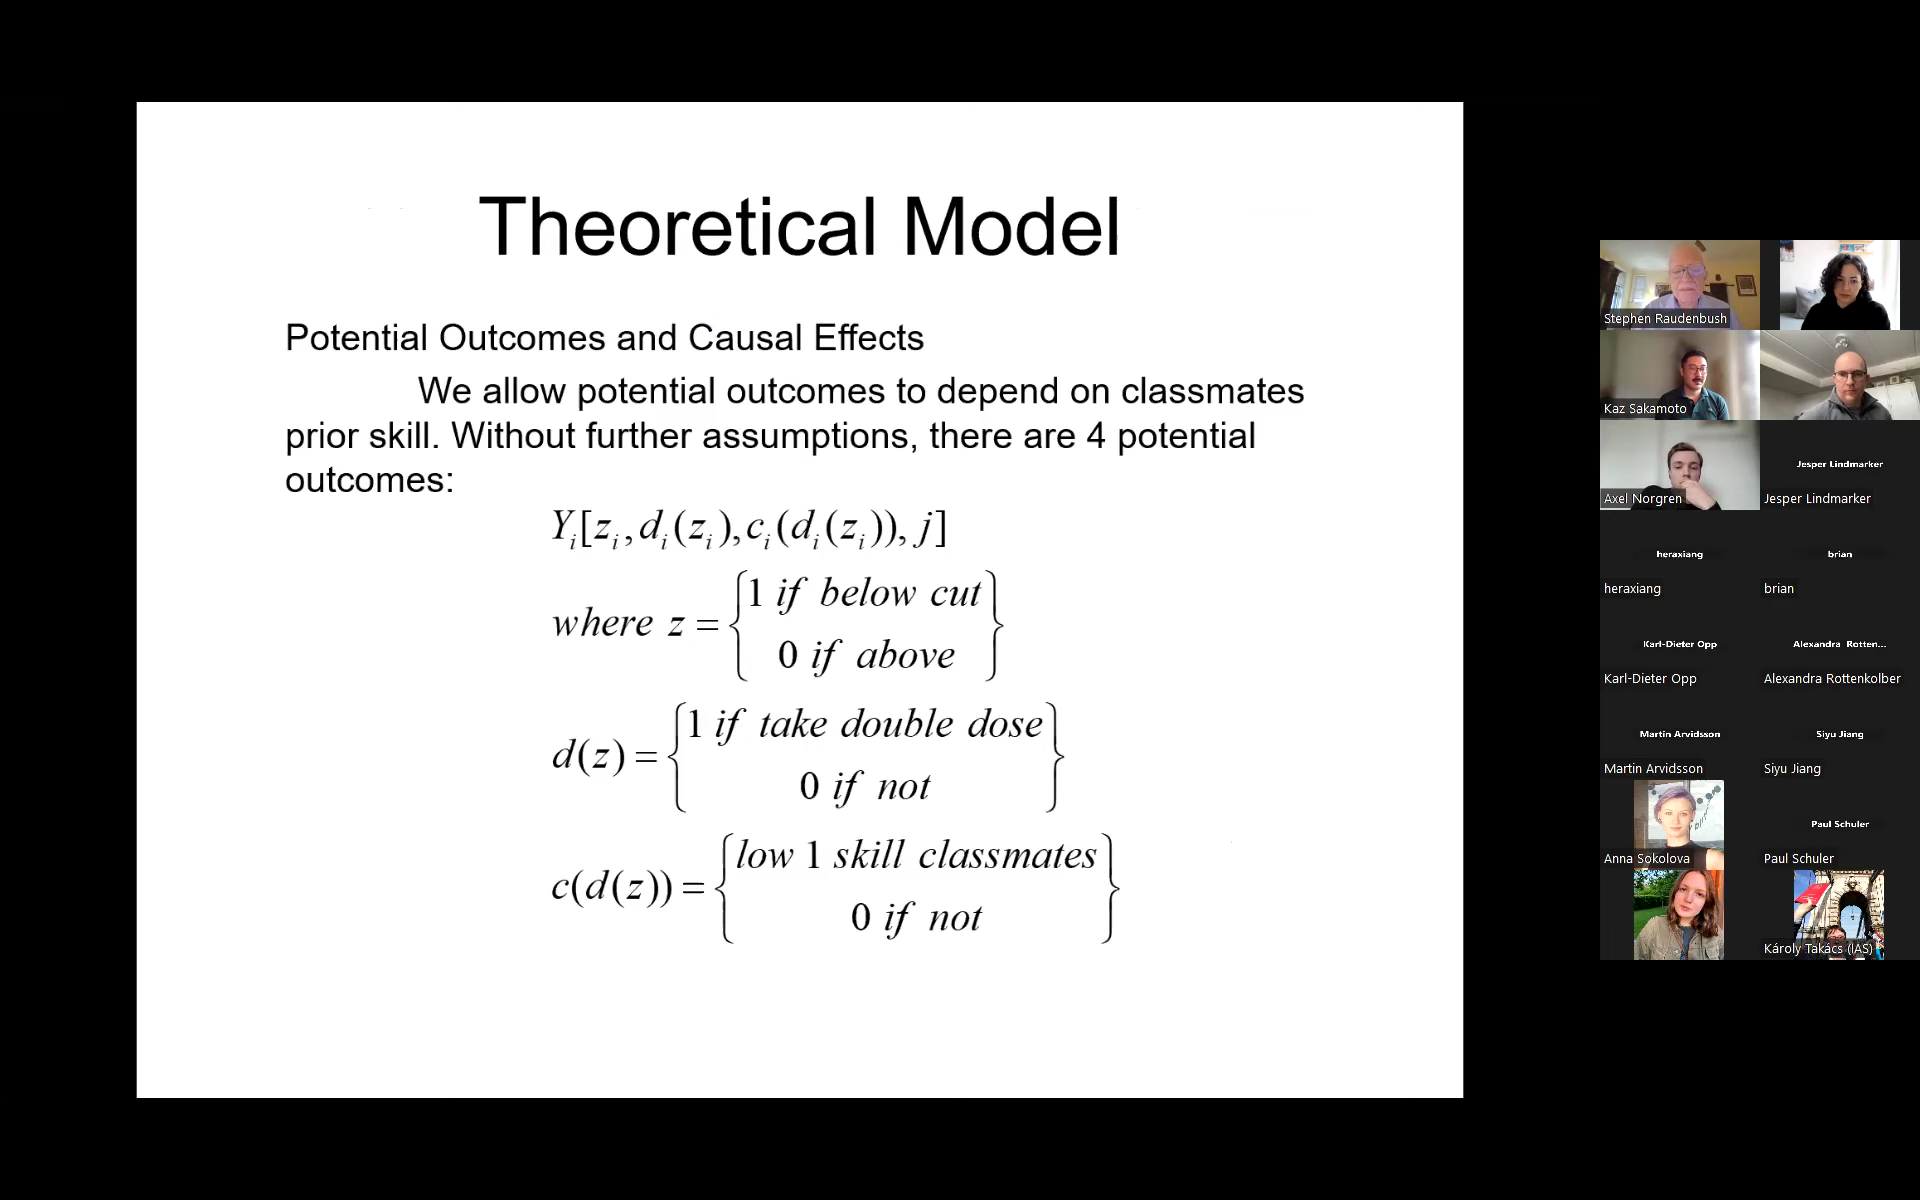 Theoretical Model
Potential Outcomes and Causal Effects
We allow potential outcomes to depend on classmates
prior skill. Without further assumptions, there are 4 potential
outcomes:
Y_i[z_i, d_i(z_i), c_i(d_i(z_i)), j]
where z = {1 if below cut
0 if above}
d(z) = {1 if take double dose
0 if not}
c(d(z)) = {low 1 skill classmates
0 if not}
Stephen Raudenbush
Kaz Sakamoto
Axel Norgren
Jesper Lindmarker
Jesper Lindmarker
heraxiang
brian
heraxiang
brian
Karl-Dieter Opp
Alexandra Rotten...
Karl-Dieter Opp
Alexandra Rottenkolber
Martin Arvidsson
Siyu Jiang
Martin Arvidsson
Siyu Jiang
Paul Schuler
Anna Sokolova
Paul Schuler
Károly Takács (IAS)